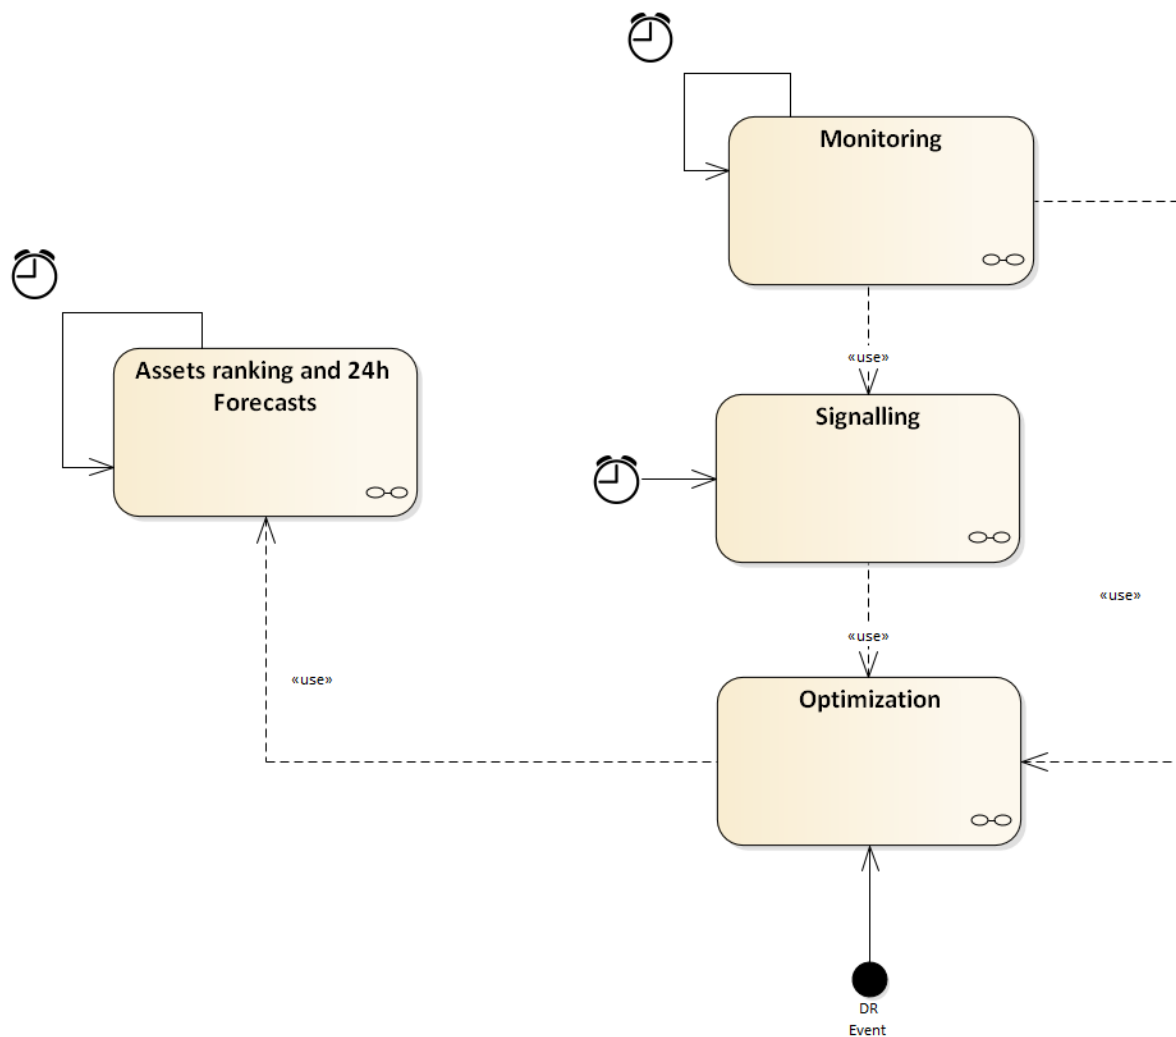 Monitoring
Assets ranking and 24h
Forecasts
«use»
Signalling
«use»
«use»
«use»
Optimization
DR
Event